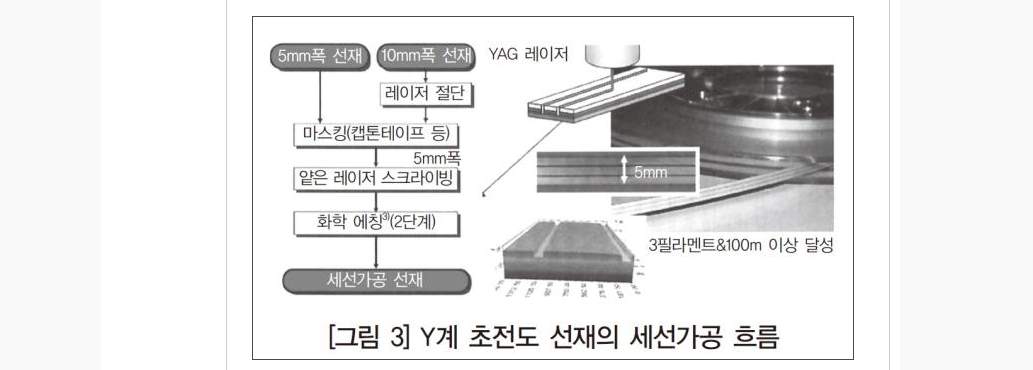 5mm폭 선재
10mm폭 선재
YAG 레이저
레이저 절단
마스킹(캡톤테이프 등)
5mm폭
얕은 레이저 스크라이빙
화학 에칭3)(2단계)
세선가공 선재
5mm
3필라멘트&100m 이상 달성
[그림 3] Y계 초전도 선재의 세선가공 흐름